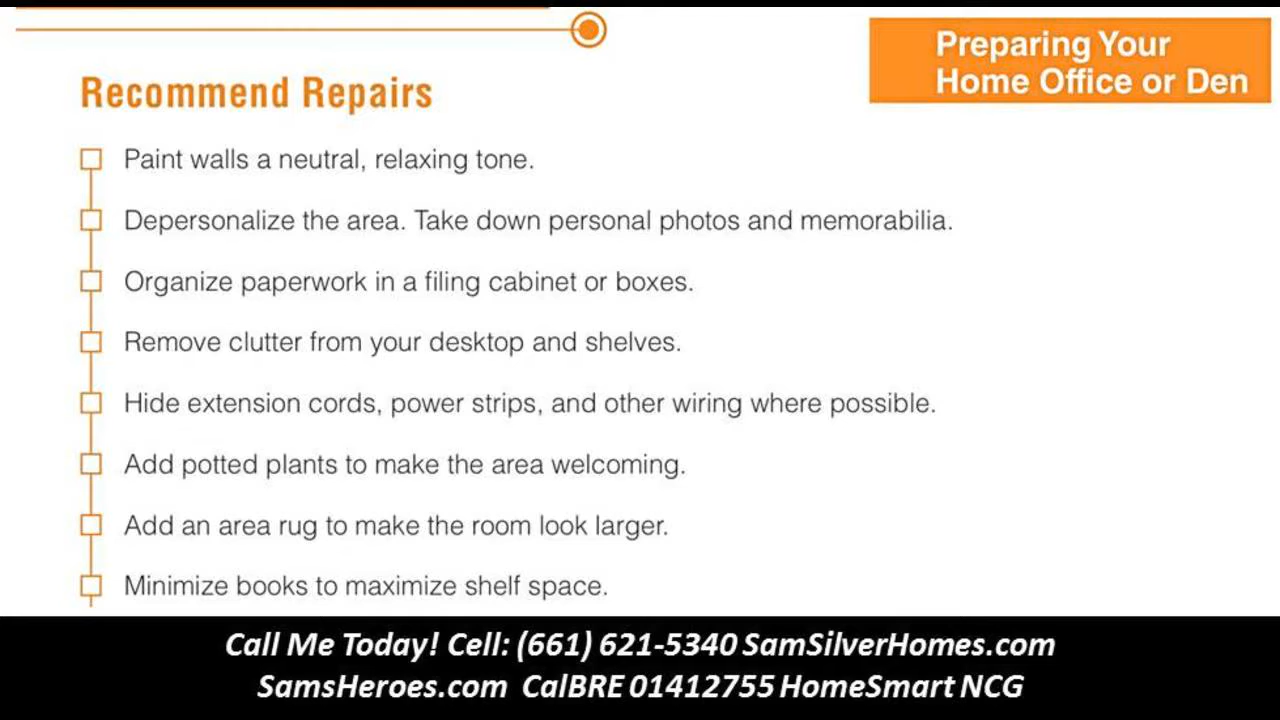 Preparing Your
Home Office or Den
Recommend Repairs
Paint walls a neutral, relaxing tone.
Depersonalize the area. Take down personal photos and memorabilia.
Organize paperwork in a filing cabinet or boxes.
Remove clutter from your desktop and shelves.
Hide extension cords, power strips, and other wiring where possible.
Add potted plants to make the area welcoming.
Add an area rug to make the room look larger.
Minimize books to maximize shelf space.
Call Me Today! Cell: (661) 621-5340 SamSilverHomes.com
SamsHeroes.com CalBRE 01412755 HomeSmart NCG